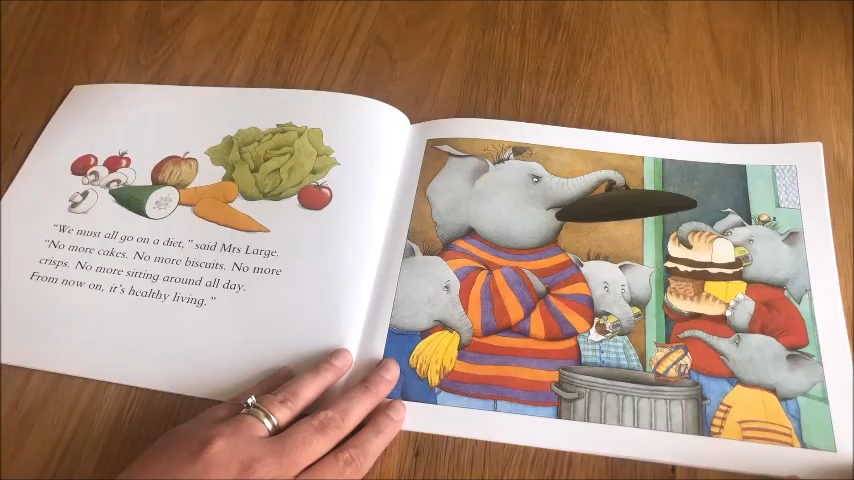 "We must all go on a diet," said Mrs Large.
"No more cakes. No more biscuits. No more
crisps. No more sitting around all day.
From now on, it's healthy living."